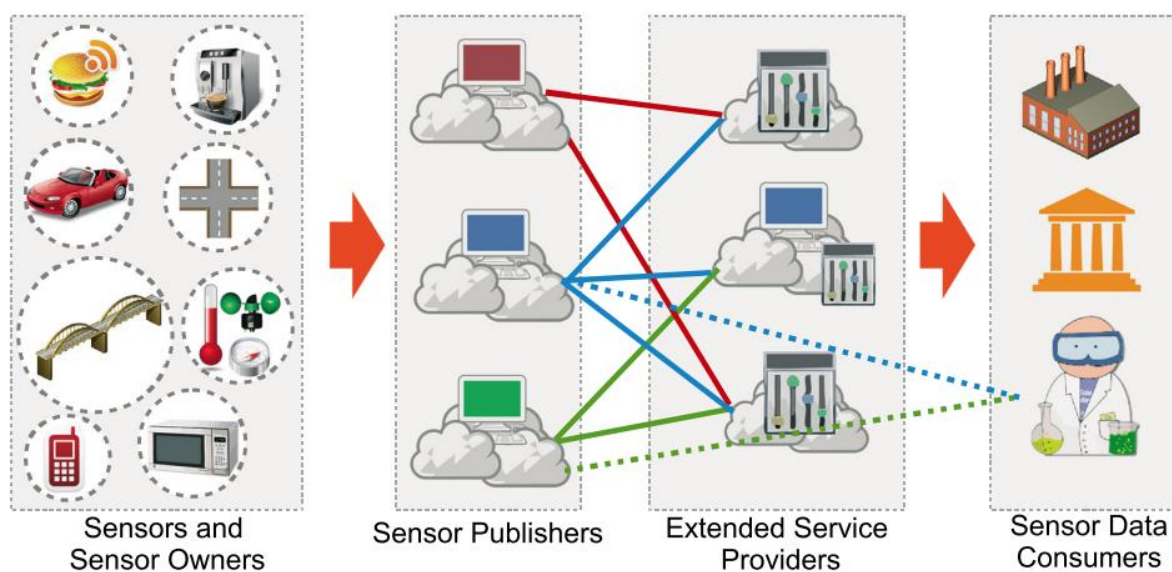 Sensors and
Sensor Owners
Sensor Publishers
Extended Service
Providers
Sensor Data
Consumers